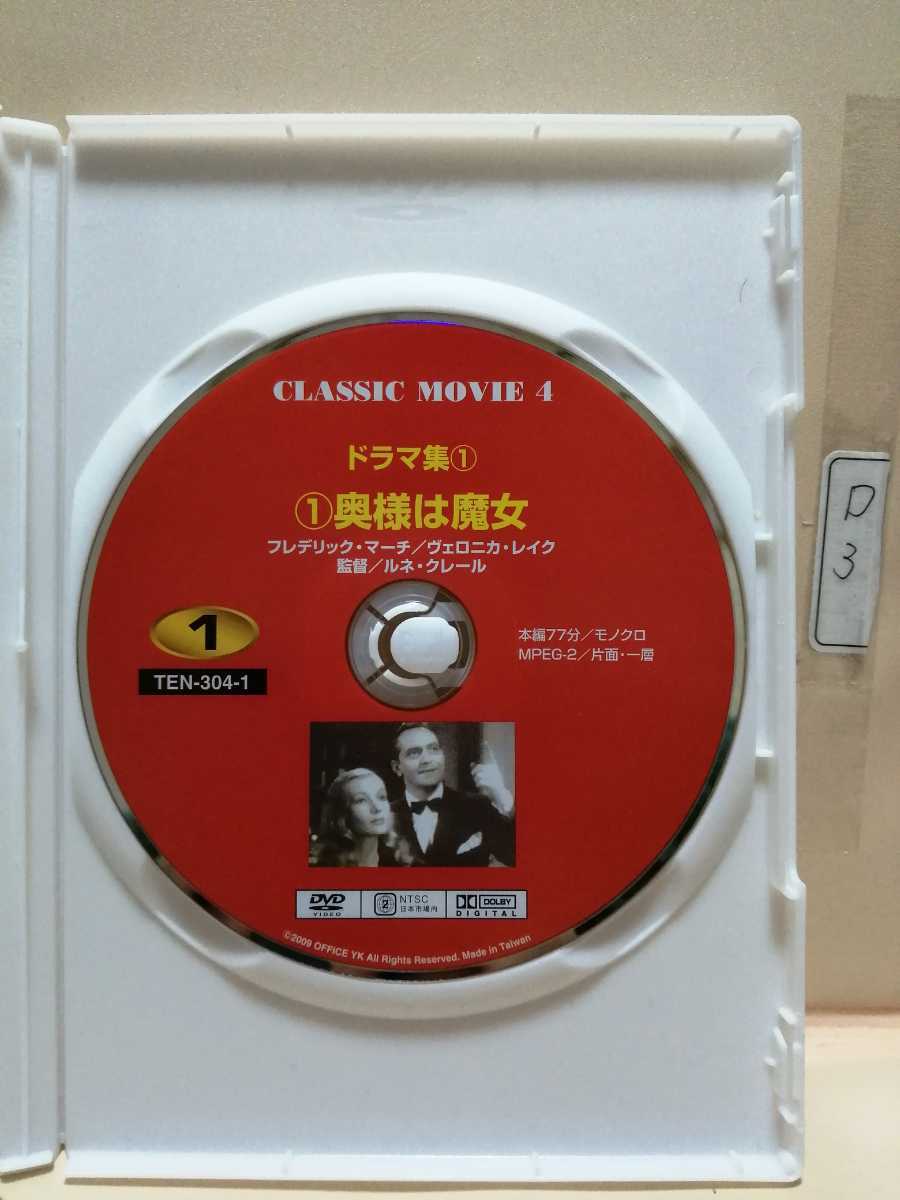 CLASSIC MOVIE 4
ドラマ集①
①奥様は魔女
フレデリック・マーチ／ヴェロニカ・レイク
監督／ルネ・クレール
1
TEN-304-1
本編77分／モノクロ
MPEG-2／片面・一層
DVD
VIDEO
2
NTSC
日本市場向
DOLBY
DIGITAL
©2009 OFFICE YK All Rights Reserved. Made in Taiwan
D
3